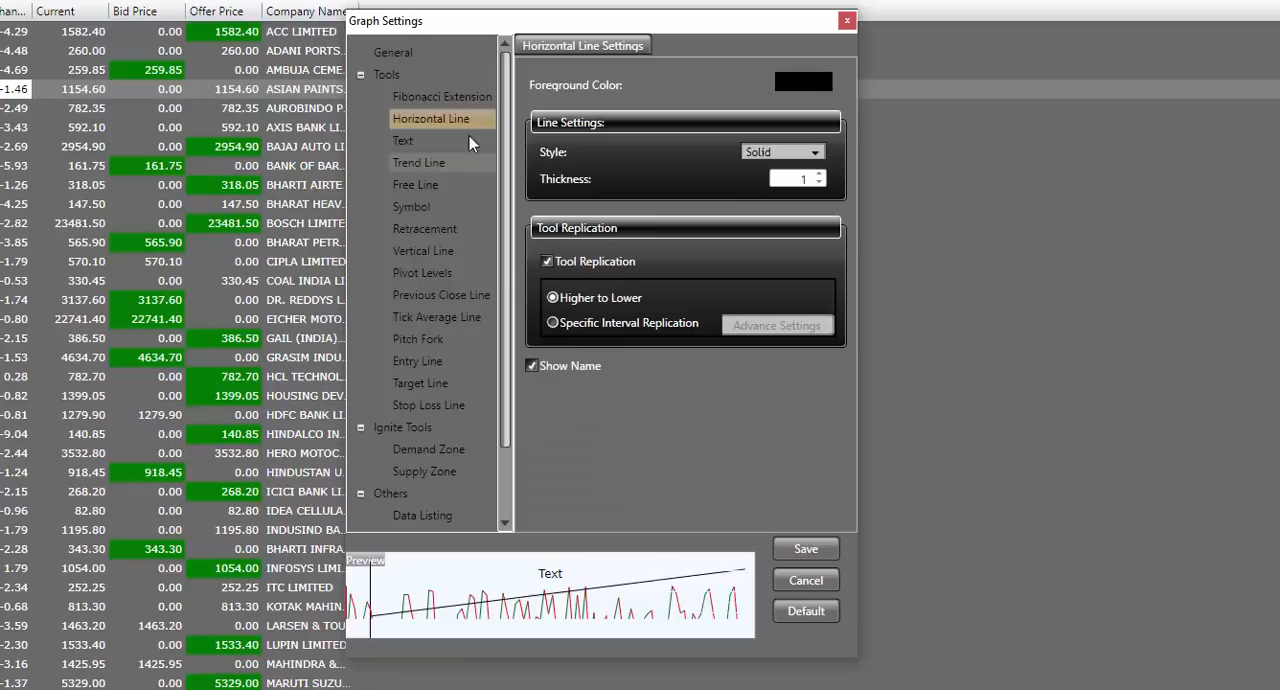 han... Current Bid Price Offer Price Company Name
-4.29 1582.40 0.00 1582.40 ACC LIMITED
-4.48 260.00 0.00 260.00 ADANI PORTS...
-4.69 259.85 259.85 0.00 AMBUJA CEME...
-1.46 1154.60 0.00 1154.60 ASIAN PAINTS...
-2.49 782.35 0.00 782.35 AUROBINDO P...
-3.43 592.10 0.00 592.10 AXIS BANK LI...
-2.69 2954.90 0.00 2954.90 BAJAJ AUTO LI...
-5.93 161.75 161.75 0.00 BANK OF BAR...
-1.26 318.05 0.00 318.05 BHARTI AIRTE...
-4.25 147.50 0.00 147.50 BHARAT HEAV...
-2.82 23481.50 0.00 23481.50 BOSCH LIMITE...
-3.85 565.90 565.90 0.00 BHARAT PETR...
-1.79 570.10 570.10 0.00 CIPLA LIMITED
-0.53 330.45 0.00 330.45 COAL INDIA LI...
-1.74 3137.60 3137.60 0.00 DR. REDDYS L...
-0.80 22741.40 22741.40 0.00 EICHER MOTO...
-2.15 386.50 0.00 386.50 GAIL (INDIA)...
-1.53 4634.70 4634.70 0.00 GRASIM INDU...
0.28 782.70 0.00 782.70 HCL TECHNOL...
-0.82 1399.05 0.00 1399.05 HOUSING DEV...
-0.81 1279.90 1279.90 0.00 HDFC BANK LI...
-9.04 140.85 0.00 140.85 HINDALCO IN...
-2.44 3532.80 0.00 3532.80 HERO MOTOC...
-1.24 918.45 918.45 0.00 HINDUSTAN U...
-2.15 268.20 0.00 268.20 ICICI BANK LI...
-0.96 82.80 0.00 82.80 IDEA CELLULA...
-1.79 1195.80 0.00 1195.80 INDUSIND BA...
-2.28 343.30 343.30 0.00 BHARTI INFRA...
1.79 1054.00 0.00 1054.00 INFOSYS LIMI...
-2.34 252.25 0.00 252.25 ITC LIMITED
-0.68 813.30 0.00 813.30 KOTAK MAHIN...
-3.59 1463.20 1463.20 0.00 LARSEN & TOU...
-2.30 1533.40 0.00 1533.40 LUPIN LIMITED
-3.16 1425.95 1425.95 0.00 MAHINDRA &...
-1.37 5329.00 0.00 5329.00 MARUTI SUZU...
Graph Settings
x
General
Tools
Fibonacci Extension
Horizontal Line
Text
Trend Line
Free Line
Symbol
Retracement
Vertical Line
Pivot Levels
Previous Close Line
Tick Average Line
Pitch Fork
Entry Line
Target Line
Stop Loss Line
Ignite Tools
Demand Zone
Supply Zone
Others
Data Listing
Horizontal Line Settings
Foreground Color:
Line Settings:
Style: Solid
Thickness: 1
Tool Replication
Tool Replication
Higher to Lower
Specific Interval Replication Advance Settings
Show Name
Preview
Text
Save
Cancel
Default